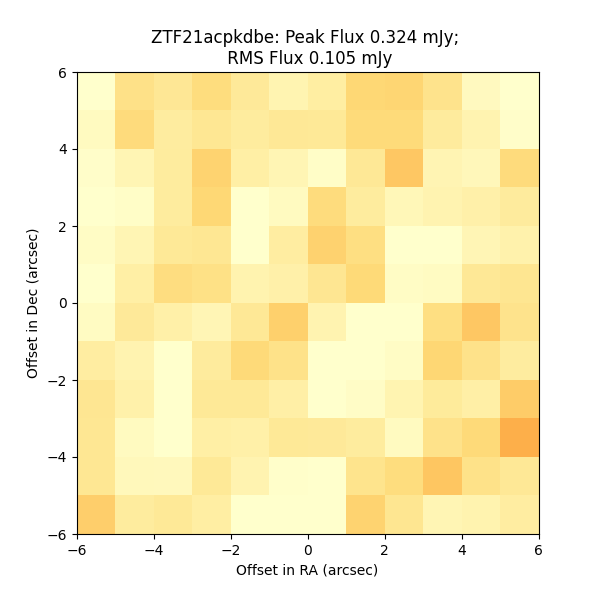 ZTF21acpkdbe: Peak Flux 0.324 mJy;
RMS Flux 0.105 mJy
6
4
2
0
−2
−4
−6
Offset in Dec (arcsec)
−6 −4 −2 0 2 4 6
Offset in RA (arcsec)